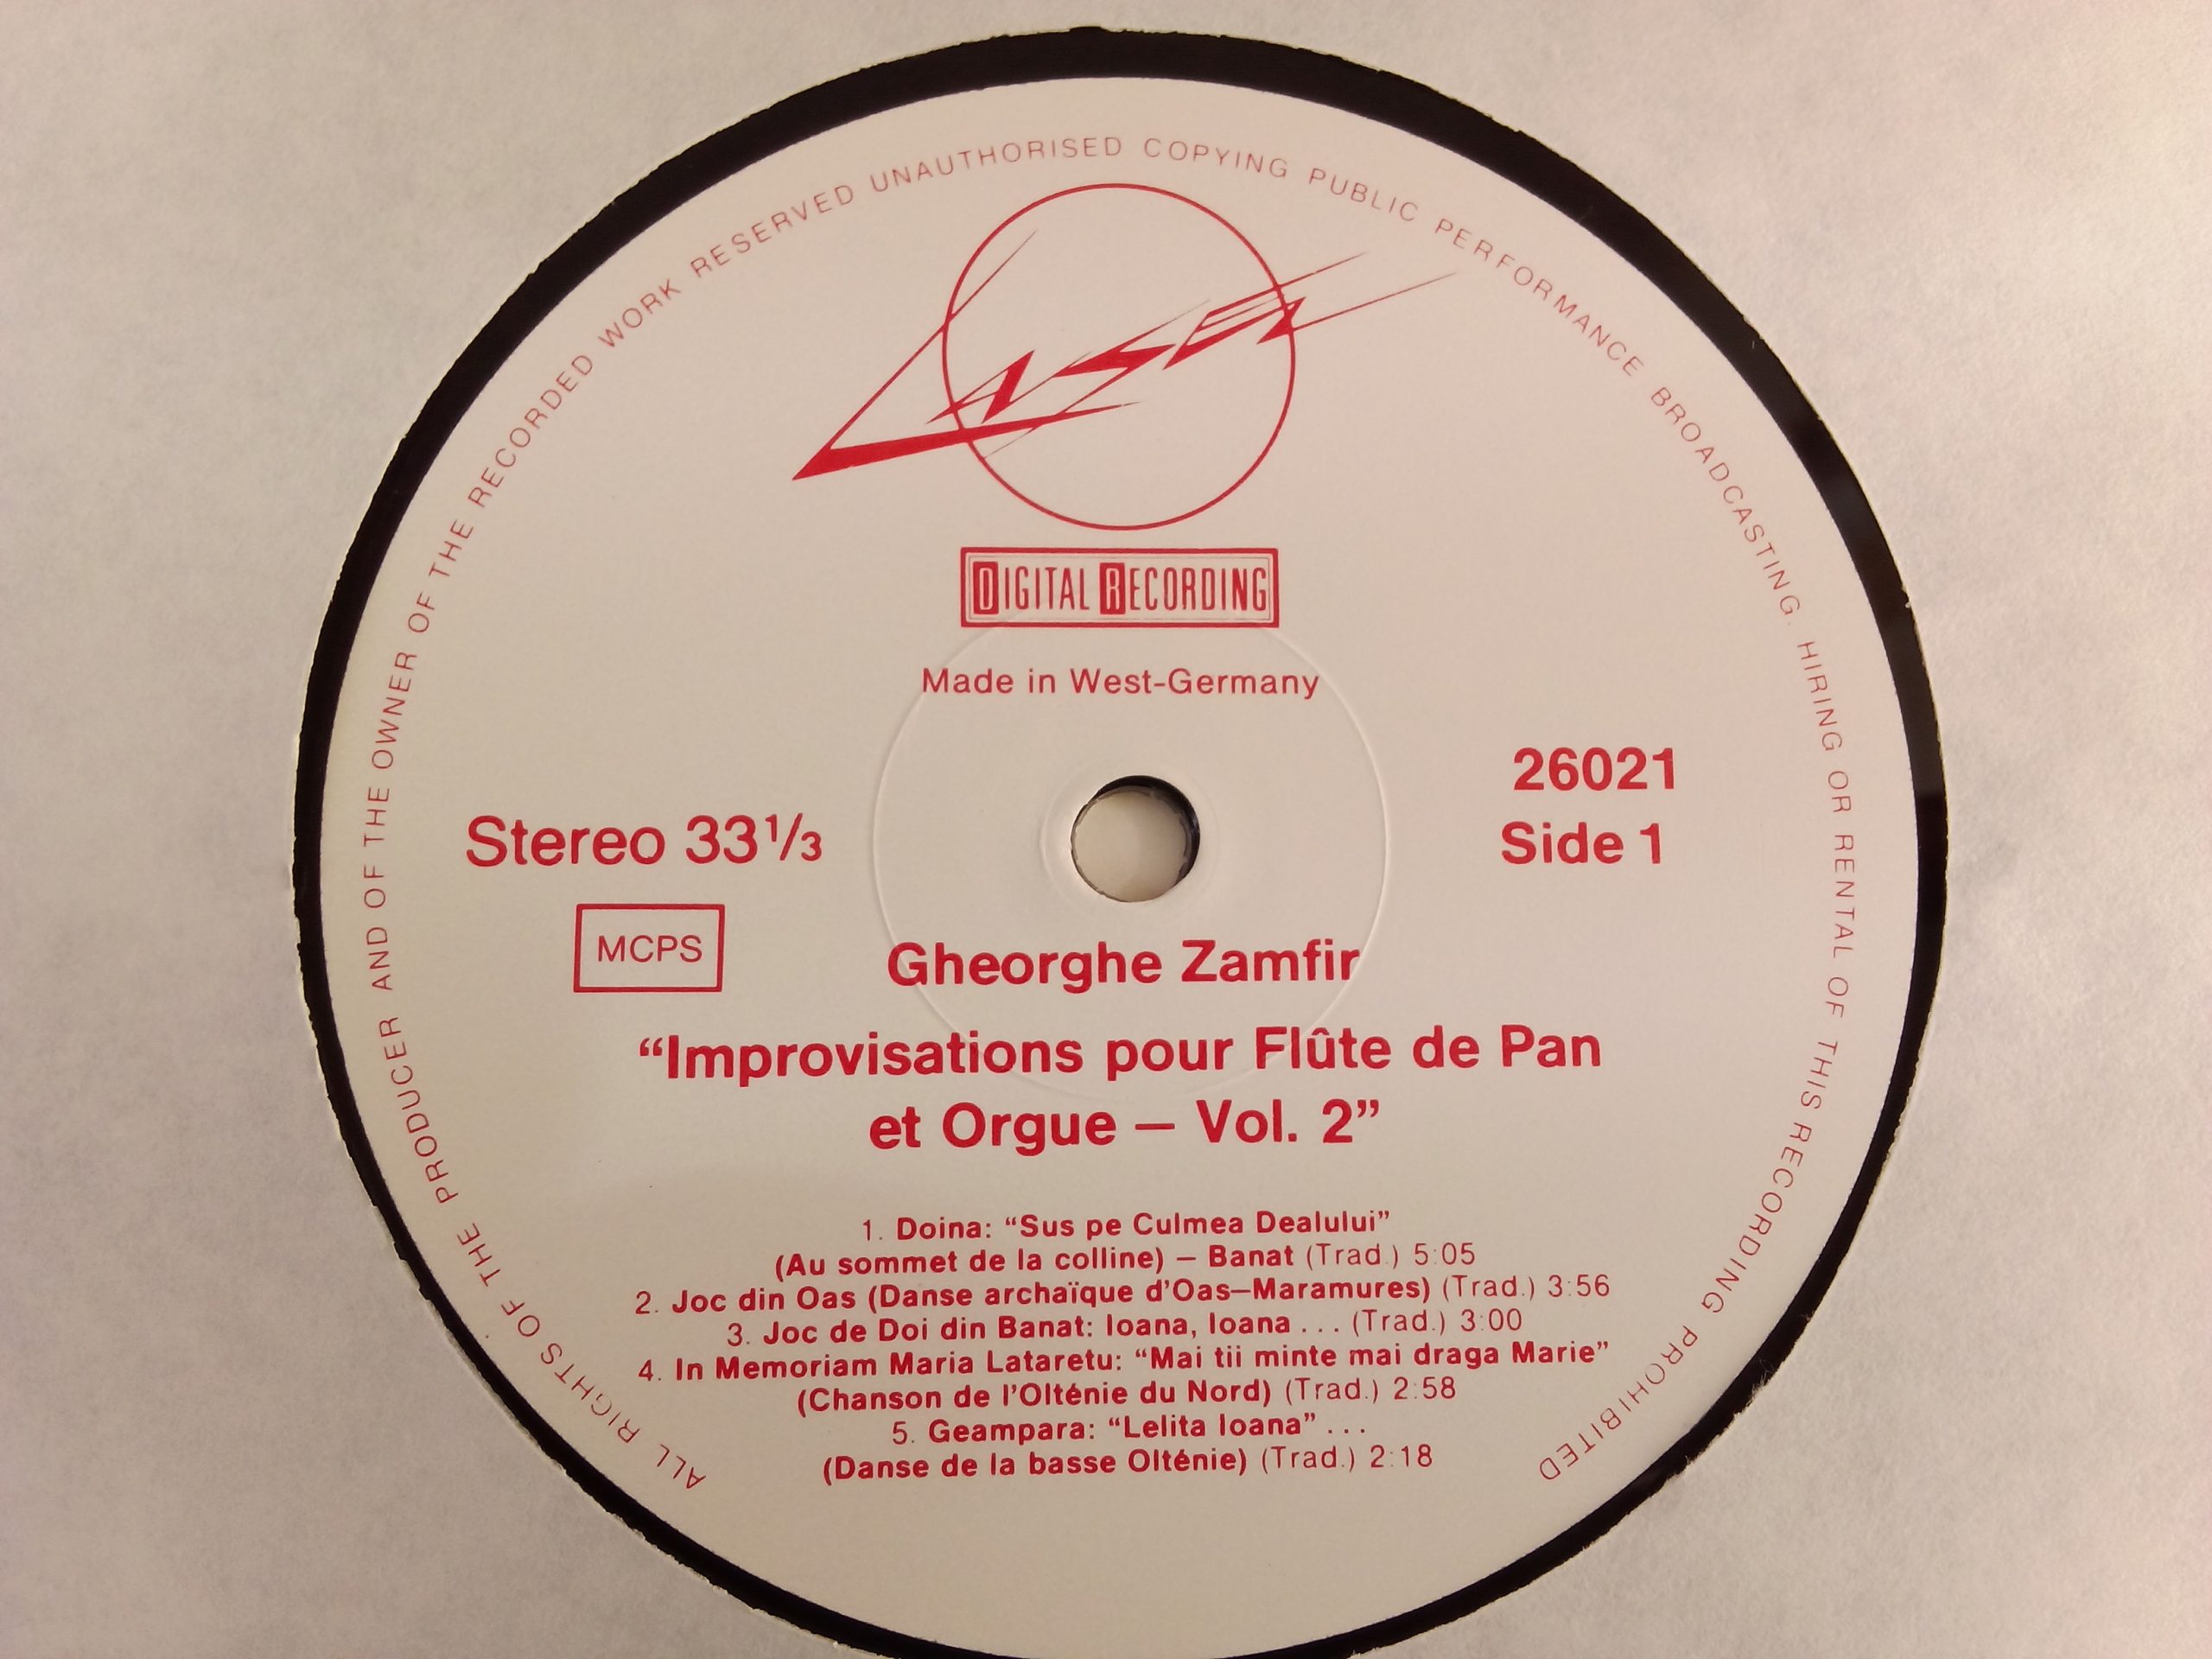 ALL RIGHTS OF THE PRODUCER AND OF THE OWNER OF THE RECORDED WORK RESERVED UNAUTHORISED COPYING PUBLIC PERFORMANCE BROADCASTING. HIRING OR RENTAL OF THIS RECORDING PROHIBITED
LASER
DIGITAL RECORDING
Made in West-Germany
26021
Stereo 33⅓
Side 1
MCPS
Gheorghe Zamfir
“Improvisations pour Flûte de Pan
et Orgue – Vol. 2”
1. Doina: “Sus pe Culmea Dealului”
(Au sommet de la colline) – Banat (Trad.) 5:05
2. Joc din Oas (Danse archaïque d'Oas–Maramures) (Trad.) 3:56
3. Joc de Doi din Banat: Ioana, Ioana ... (Trad.) 3:00
4. In Memoriam Maria Lataretu: “Mai tii minte mai draga Marie”
(Chanson de l'Olténie du Nord) (Trad.) 2:58
5. Geampara: “Lelita Ioana” ...
(Danse de la basse Olténie) (Trad.) 2:18